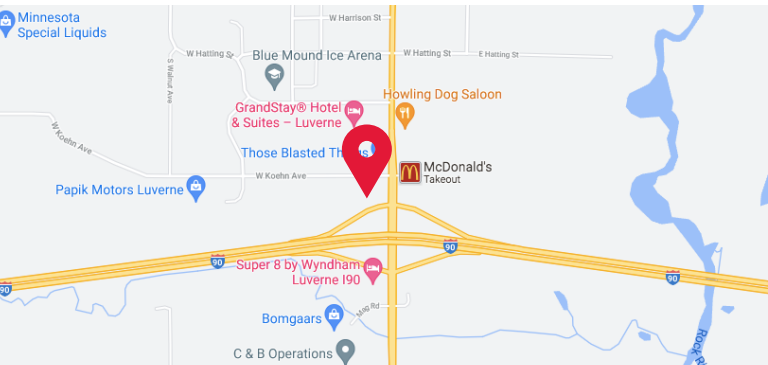 Minnesota
Special Liquids
W Harrison St
W Hatting St
W Hatting St
E Hatting St
Blue Mound Ice Arena
S Walnut Ave
Howling Dog Saloon
GrandStay® Hotel
& Suites – Luverne
W Koehn Ave
Those Blasted
McDonald's
Takeout
W Koehn Ave
Papik Motors Luverne
90
90
90
90
Super 8 by Wyndham
Luverne I90
Mag Rd
Bomgaars
Rock
C & B Operations